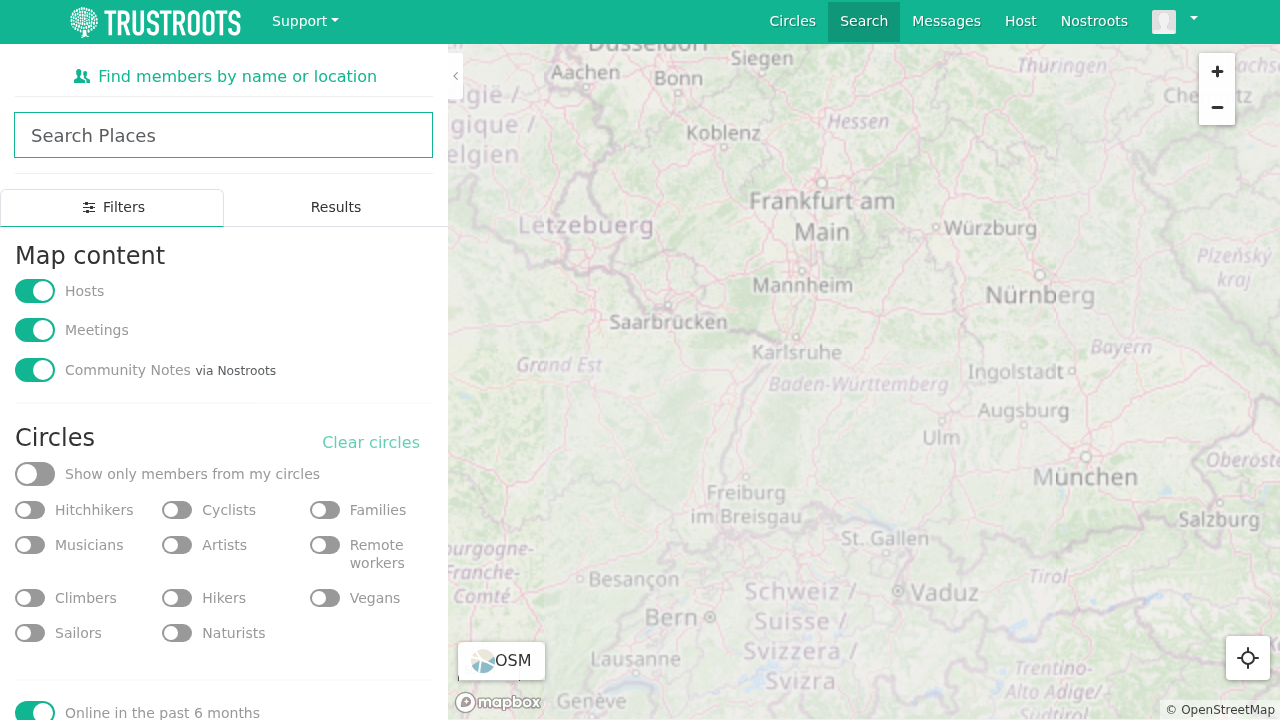 TRUSTROOTS
Support
Circles
Search
Messages
Host
Nostroots
Find members by name or location
Search Places
Filters
Results
Map content
Hosts
Meetings
Community Notes via Nostroots
Circles
Clear circles
Show only members from my circles
Hitchhikers
Cyclists
Families
Musicians
Artists
Remote workers
Climbers
Hikers
Vegans
Sailors
Naturists
Online in the past 6 months
Düsseldorf
Siegen
Thüringen
Aachen
Bonn
Koblenz
Hessen
Frankfurt am
Main
Letzebuerg
Würzburg
Plzeňský
kraj
Mannheim
Nürnberg
Saarbrücken
Karlsruhe
Grand Est
Bayern
Baden-Württemberg
Ingolstadt
Augsburg
Ulm
München
Freiburg
im Breisgau
Salzburg
St. Gallen
Besançon
Tirol
Schweiz /
Suisse /
Svizzera /
Svizra
Vaduz
Bern
Lausanne
Trentino-
Alto Adige/
Genève
OSM
mapbox
© OpenStreetMap